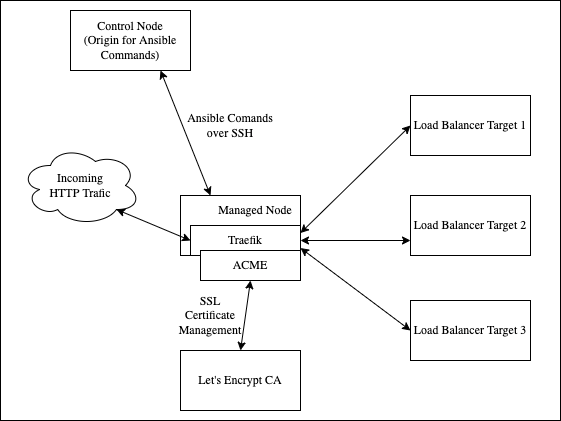 Control Node
(Origin for Ansible
Commands)
Ansible Comands
over SSH
Load Balancer Target 1
Incoming
HTTP Trafic
Managed Node
Traefik
ACME
Load Balancer Target 2
SSL
Certificate
Management
Load Balancer Target 3
Let's Encrypt CA